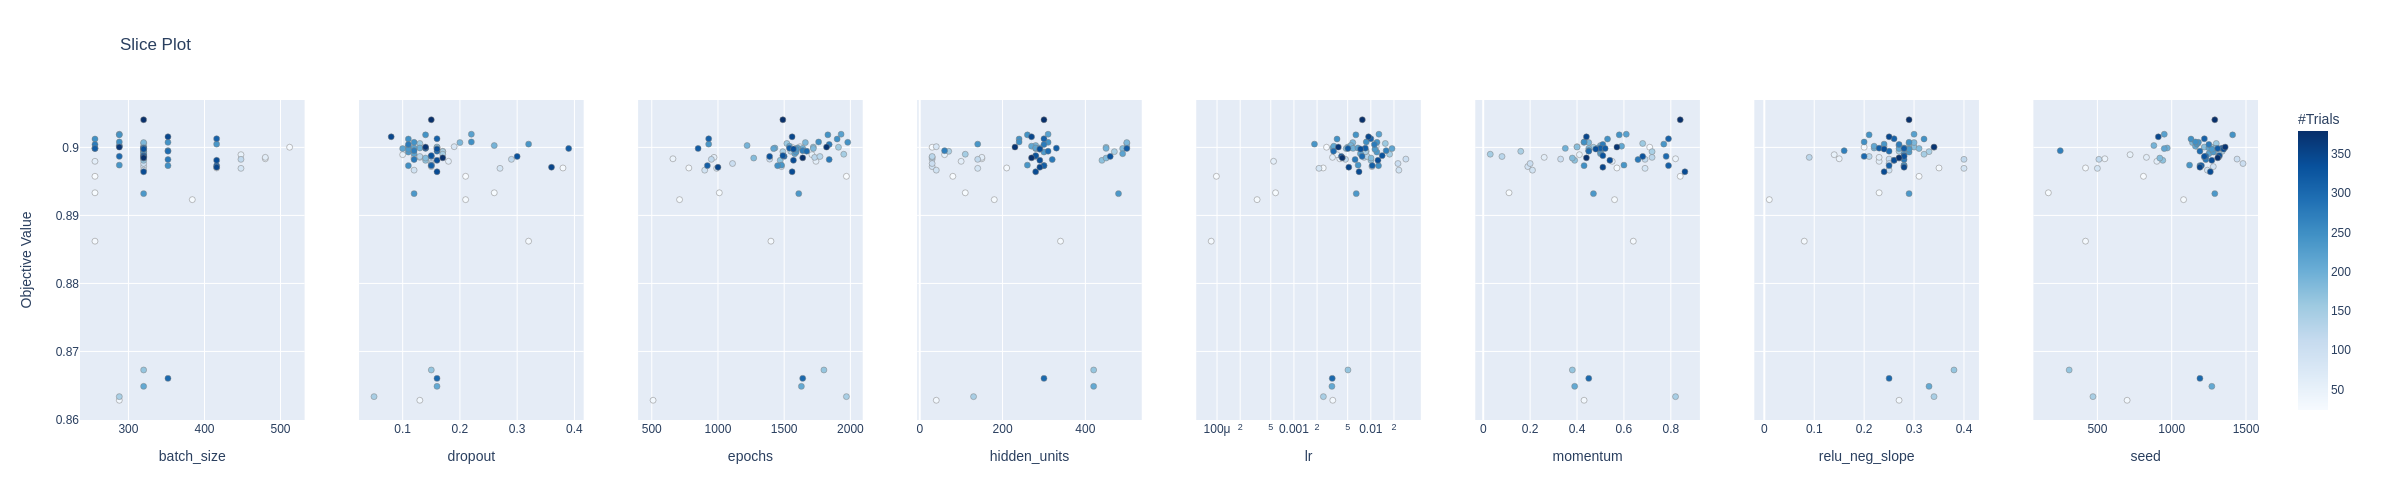 Slice Plot
#Trials
Objective Value
0.9
0.89
0.88
0.87
0.86
300 400 500
batch_size
0.1 0.2 0.3 0.4
dropout
500 1000 1500 2000
epochs
0 200 400
hidden_units
100μ 2 5 0.001 2 5 0.01 2
lr
0 0.2 0.4 0.6 0.8
momentum
0 0.1 0.2 0.3 0.4
relu_neg_slope
500 1000 1500
seed
350
300
250
200
150
100
50